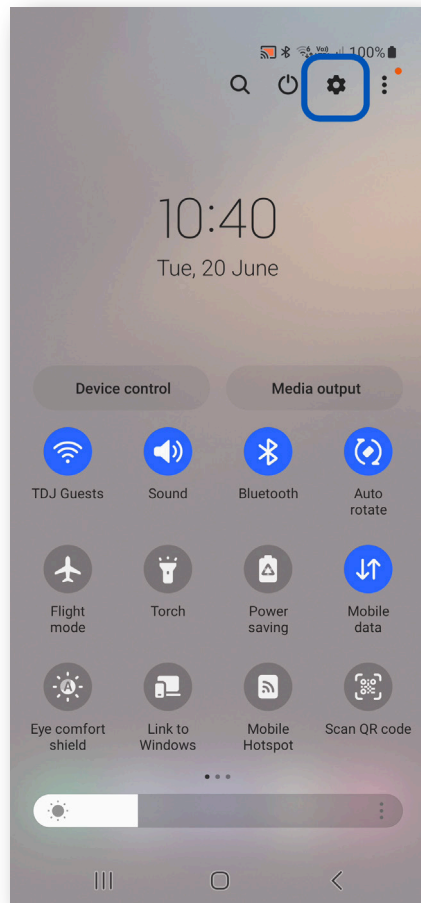 100%
10:40
Tue, 20 June
Device control Media output
TDJ Guests Sound Bluetooth Auto rotate
Flight mode Torch Power saving Mobile data
Eye comfort shield Link to Windows Mobile Hotspot Scan QR code